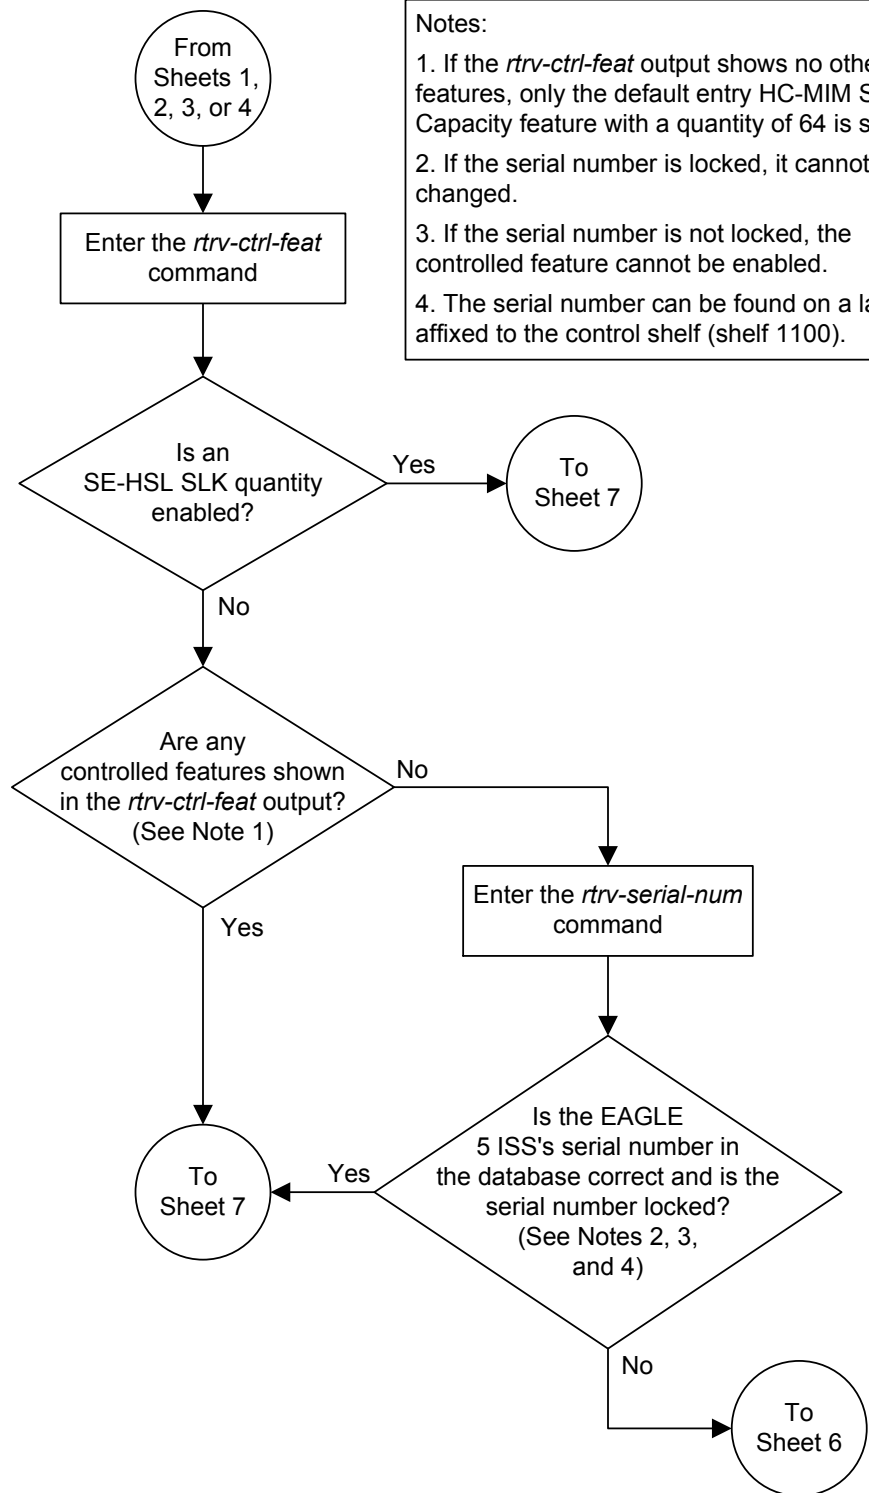 From
Sheets 1,
2, 3, or 4
Notes:
1. If the rtrv-ctrl-feat output shows no
features, only the default entry HC-MIM
Capacity feature with a quantity of 64 is
2. If the serial number is locked, it cannot
changed.
3. If the serial number is not locked, the
controlled feature cannot be enabled.
4. The serial number can be found on a
affixed to the control shelf (shelf 1100).
Enter the rtrv-ctrl-feat
command
Is an
SE-HSL SLK quantity
enabled?
Yes
To
Sheet 7
No
Are any
controlled features shown
in the rtrv-ctrl-feat output?
(See Note 1)
No
Yes
Enter the rtrv-serial-num
command
Is the EAGLE
5 ISS's serial number in
the database correct and is the
serial number locked?
(See Notes 2, 3,
and 4)
Yes
To
Sheet 7
No
To
Sheet 6